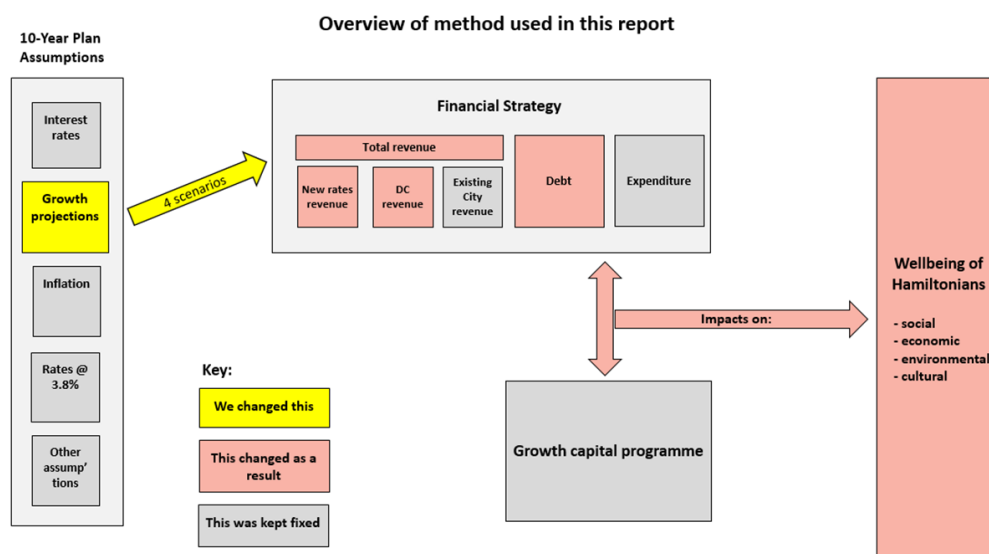 Overview of method used in this report
10-Year Plan
Assumptions
Interest
rates
Growth
projections
Inflation
Rates @
3.8%
Other
assump'
tions
4 scenarios
Financial Strategy
Total revenue
New rates
revenue
DC
revenue
Existing
City
revenue
Debt
Expenditure
Impacts on:
Wellbeing of
Hamiltonians
- social
- economic
- environmental
- cultural
Growth capital programme
Key:
We changed this
This changed as a
result
This was kept fixed